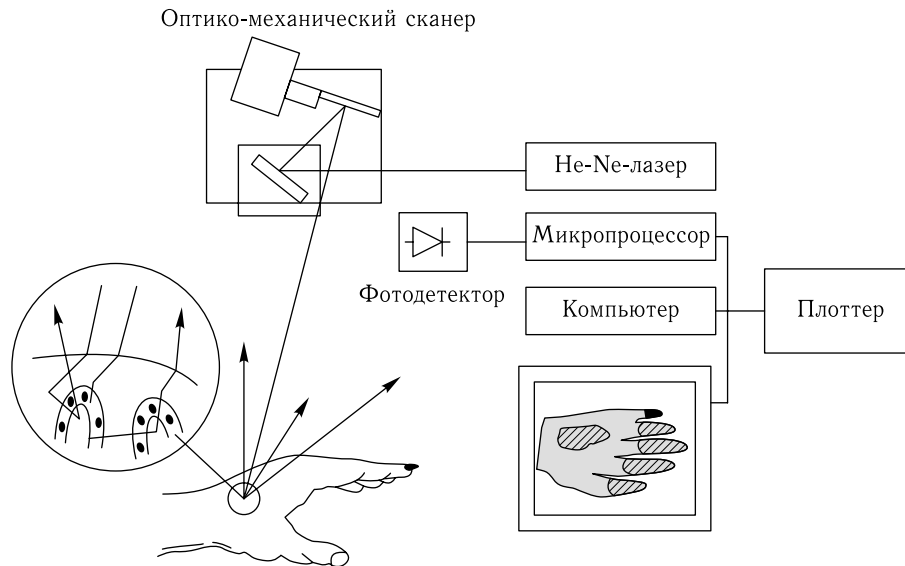 Оптико-механический сканер
He-Ne-лазер
Микропроцессор
Фотодетектор
Компьютер
Плоттер